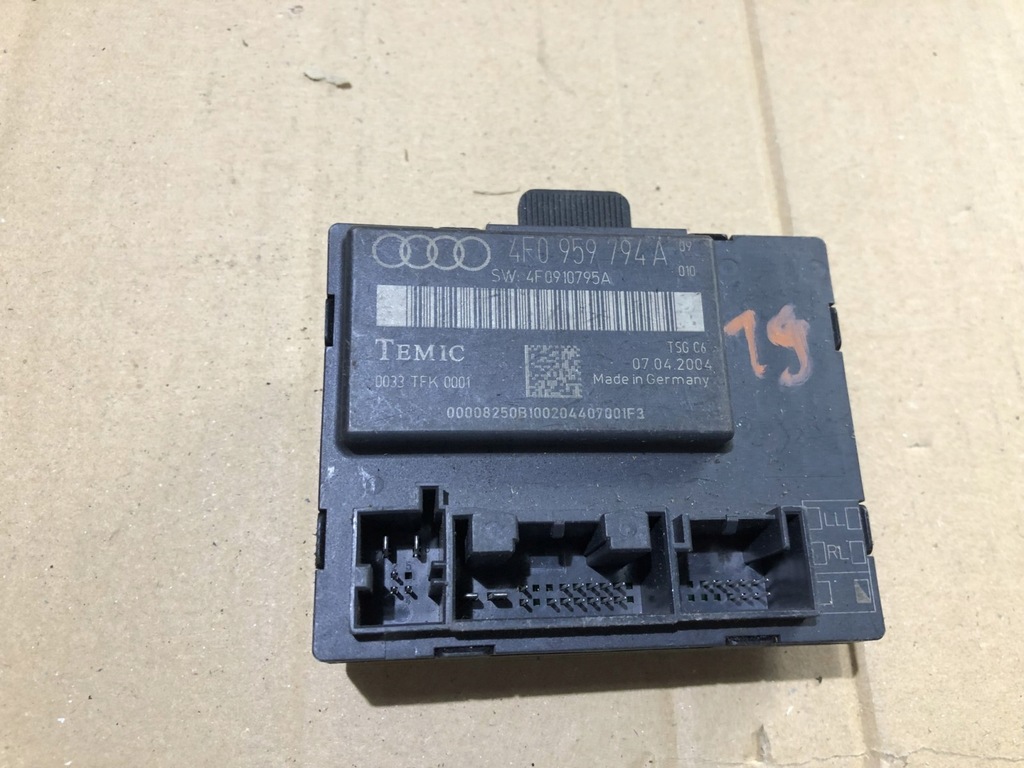 4F0 959 794 A 09
SW: 4F0910795A 010
TEMIC
TSG C6
07.04.2004
0033 TFK 0001
Made in Germany
00008250B100204407001F3
19
LL
RL